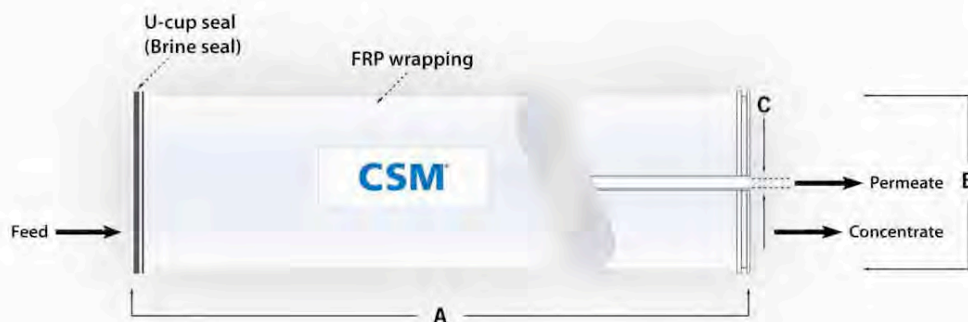 U-cup seal
(Brine seal)
FRP wrapping
C
CSM
Permeate
B
Feed
Concentrate
A